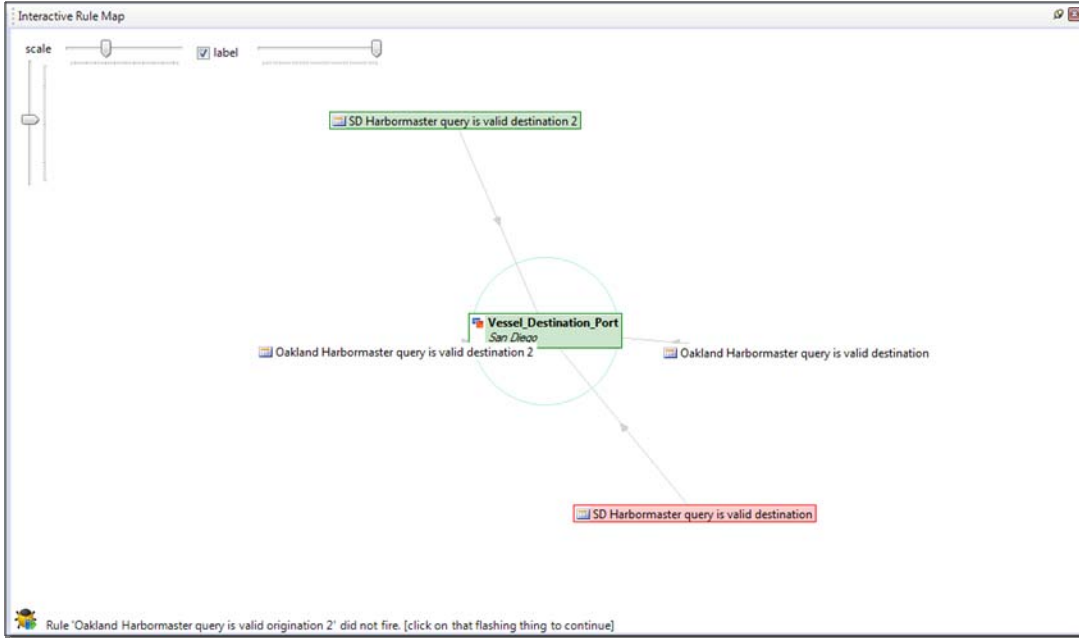 Interactive Rule Map
scale
label
SD Harbormaster query is valid destination 2
Vessel_Destination_Port
San Diego
Oakland Harbormaster query is valid destination 2
Oakland Harbormaster query is valid destination
SD Harbormaster query is valid destination
Rule 'Oakland Harbormaster query is valid origination 2' did not fire. [click on that flashing thing to continue]